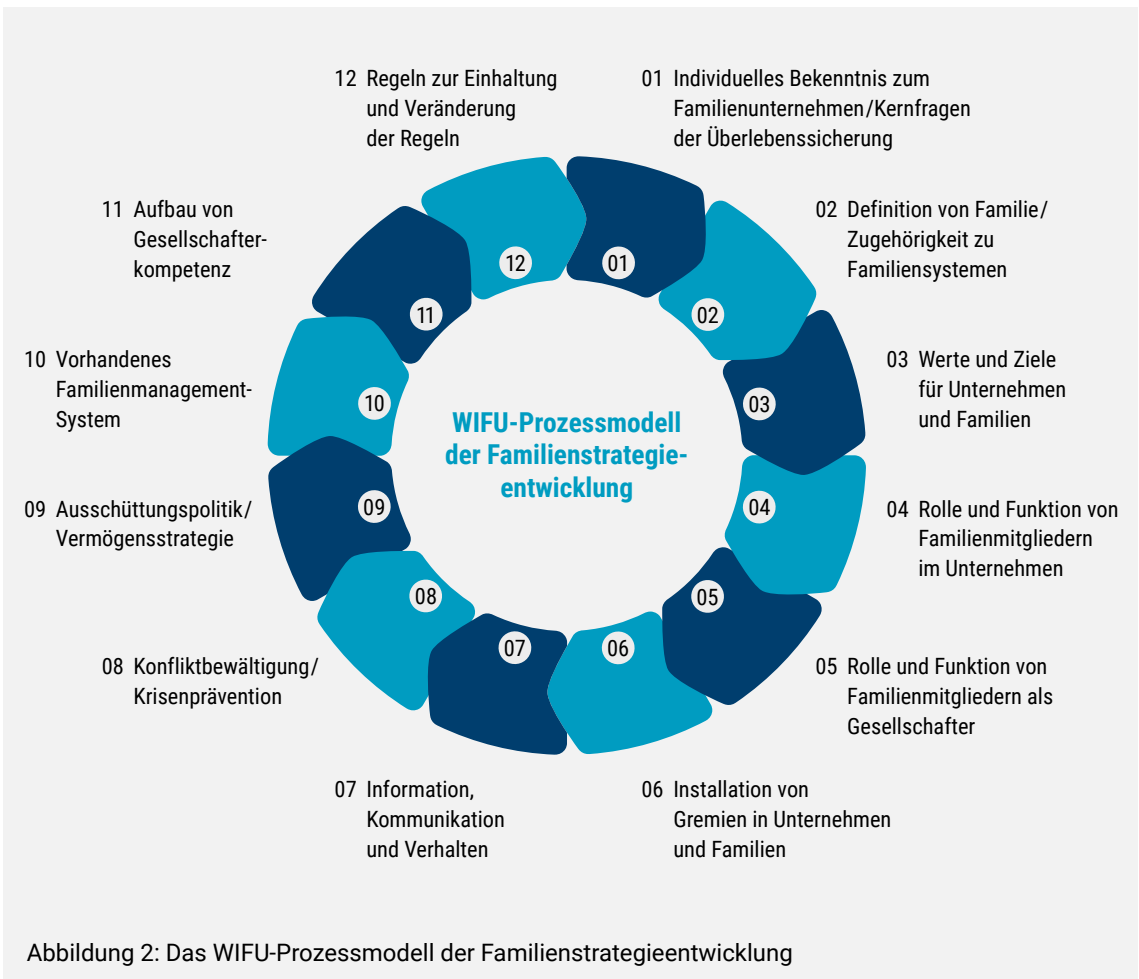 12 Regeln zur Einhaltung
und Veränderung
der Regeln
01 Individuelles Bekenntnis zum
Familienunternehmen/Kernfragen
der Überlebenssicherung
11 Aufbau von
Gesellschafter-
kompetenz
02 Definition von Familie/
Zugehörigkeit zu
Familiensystemen
10 Vorhandenes
Familienmanagement-
System
03 Werte und Ziele
für Unternehmen
und Familien
09 Ausschüttungspolitik/
Vermögensstrategie
04 Rolle und Funktion von
Familienmitgliedern
im Unternehmen
08 Konfliktbewältigung/
Krisenprävention
05 Rolle und Funktion von
Familienmitgliedern als
Gesellschafter
07 Information,
Kommunikation
und Verhalten
06 Installation von
Gremien in Unternehmen
und Familien
12
01
11
02
10
03
09
04
08
05
07
06
WIFU-Prozessmodell
der Familienstrategie-
entwicklung
Abbildung 2: Das WIFU-Prozessmodell der Familienstrategieentwicklung